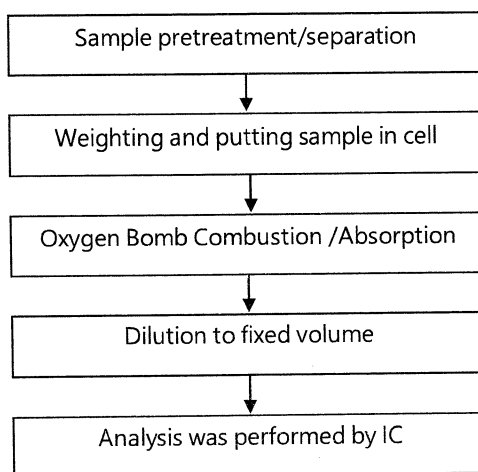 Sample pretreatment/separation
Weighting and putting sample in cell
Oxygen Bomb Combustion /Absorption
Dilution to fixed volume
Analysis was performed by IC